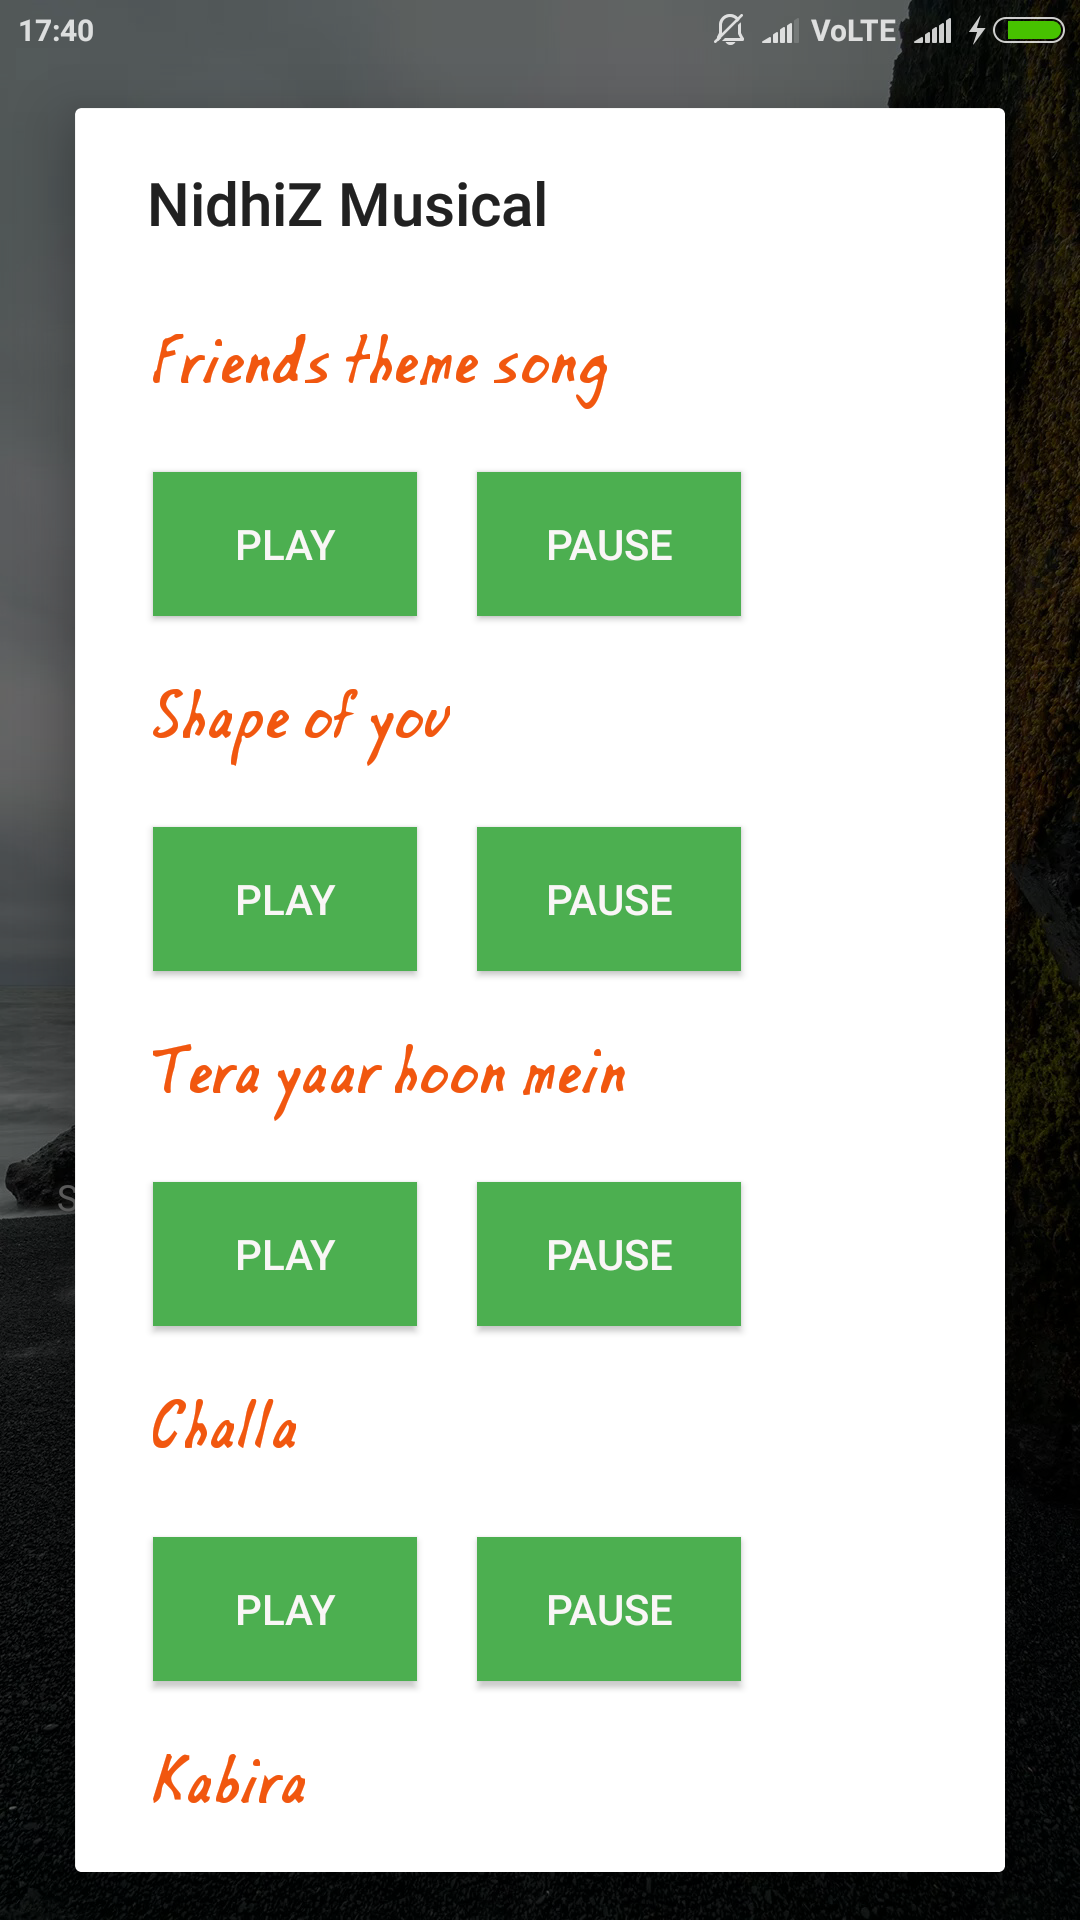 17:40 VoLTE
NidhiZ Musical
Friends theme song
PLAY PAUSE
Shape of you
PLAY PAUSE
Tera yaar hoon mein
PLAY PAUSE
S
Challa
PLAY PAUSE
Kabira